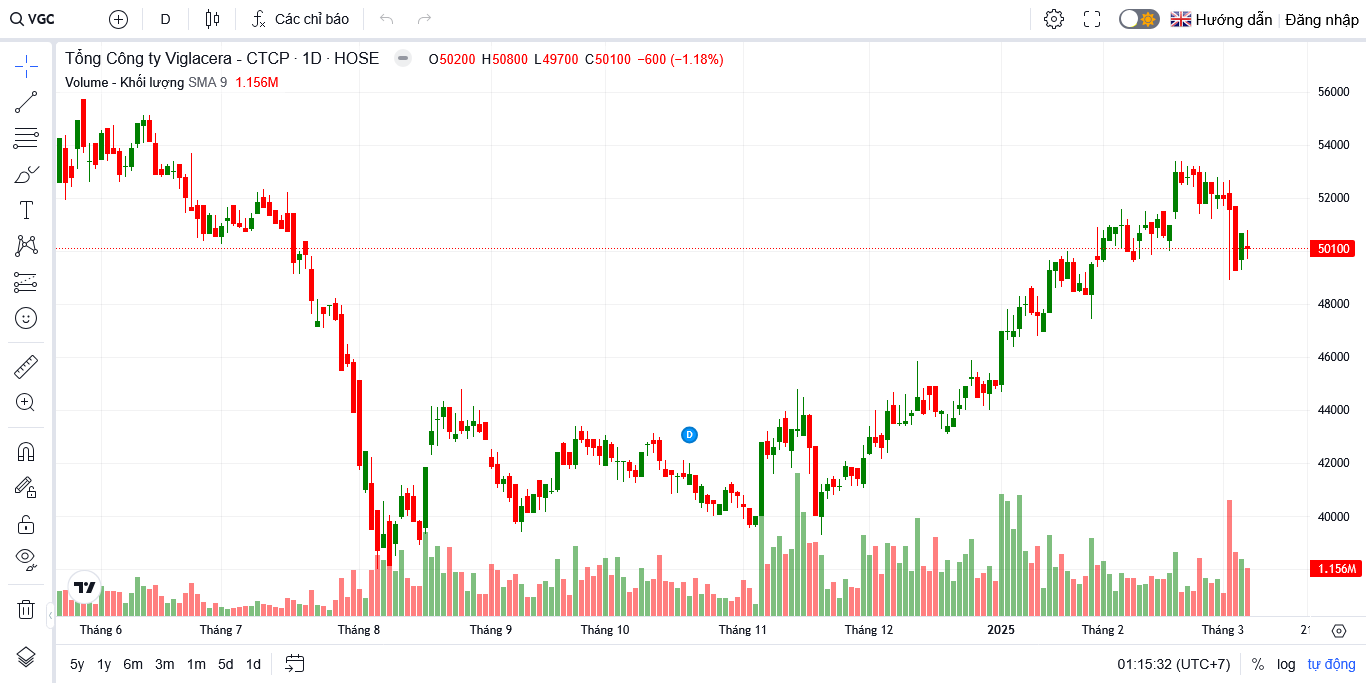 VGC D Các chỉ báo Hướng dẫn Đăng nhập
Tổng Công ty Viglacera - CTCP · 1D · HOSE O50200 H50800 L49700 C50100 −600 (−1.18%)
Volume - Khối lượng SMA 9 1.156M
56000
54000
52000
50100
48000
46000
44000
D
42000
40000
1.156M
Tháng 6 Tháng 7 Tháng 8 Tháng 9 Tháng 10 Tháng 11 Tháng 12 2025 Tháng 2 Tháng 3 21
5y 1y 6m 3m 1m 5d 1d 01:15:32 (UTC+7) % log tự động